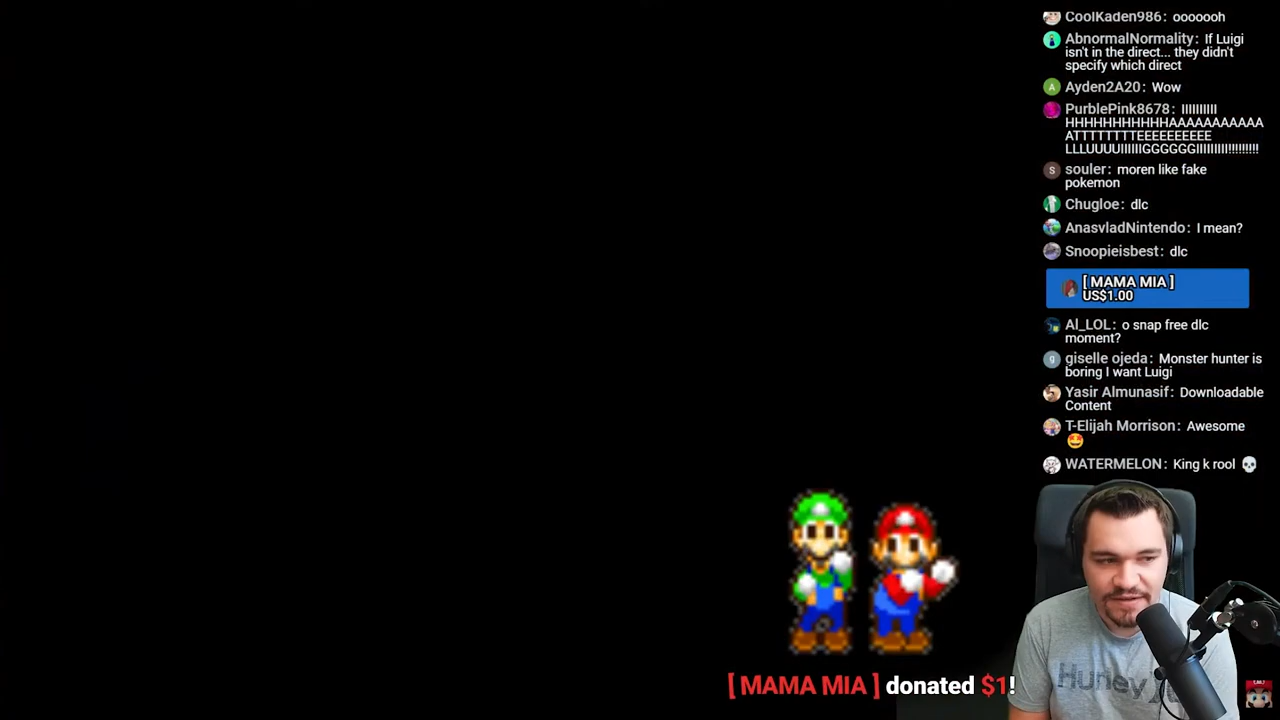 CoolKaden986: ooooooh
AbnormalNormality: If Luigi
isn't in the direct... they didn't
specify which direct
Ayden2A20: Wow
PurblePink8678: IIIIIIIIII
HHHHHHHHHHHAAAAAAAAAAA
ATTTTTTTTEEEEEEEEEE
LLLUUUUIIIIIIGGGGGGIIIIIIIII!!!!!!!!!
souler: moren like fake
pokemon
Chugloe: dlc
AnasvladNintendo: I mean?
Snoopieisbest: dlc
[ MAMA MIA ]
US$1.00
Al_LOL: o snap free dlc
moment?
giselle ojeda: Monster hunter is
boring I want Luigi
Yasir Almunasif: Downloadable
Content
T-Elijah Morrison: Awesome
WATERMELON: King k rool
[ MAMA MIA ] donated $1!